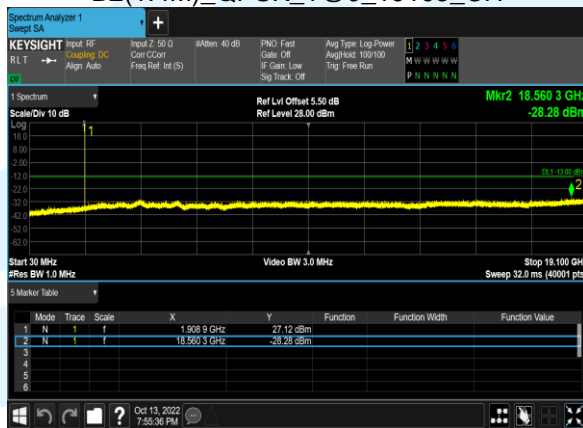 Spectrum Analyzer 1
Swept SA
+
KEYSIGHT Input: RF Input Z: 50 Ω #Atten: 40 dB PNO: Fast Avg Type: Log-Power 1 2 3 4 5 6
RLT Coupling: DC Corr CCorr Gate: Off Avg|Hold: 100/100 M W W W W W
Align: Auto Freq Ref: Int (S) IF Gain: Low Trig: Free Run
Sig Track: Off P N N N N N
1 Spectrum Ref Lvl Offset 5.50 dB Mkr2 18.560 3 GHz
Scale/Div 10 dB Ref Level 28.00 dBm -28.28 dBm
Log
18.0 1
8.00
-2.00
-12.0 DL1 -13.00 dBm
-22.0 2
-32.0
-42.0
-52.0
-62.0
Start 30 MHz Video BW 3.0 MHz Stop 19.100 GHz
#Res BW 1.0 MHz Sweep 32.0 ms (40001 pts
5 Marker Table
Mode Trace Scale X Y Function Function Width Function Value
1 N 1 f 1.908 9 GHz 27.12 dBm
2 N 1 f 18.560 3 GHz -28.28 dBm
3
4
5
6
? Oct 13, 2022
7:55:36 PM